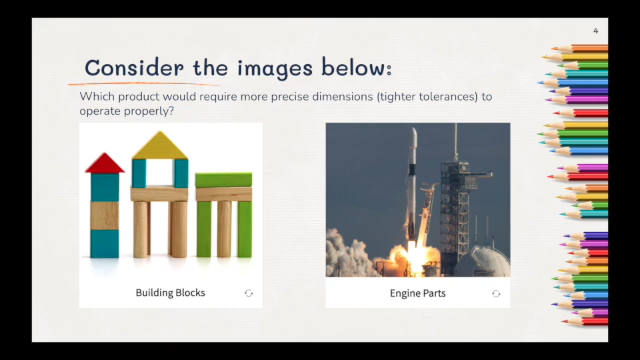 4
Consider the images below:
Which product would require more precise dimensions (tighter tolerances) to
operate properly?
Building Blocks
Engine Parts